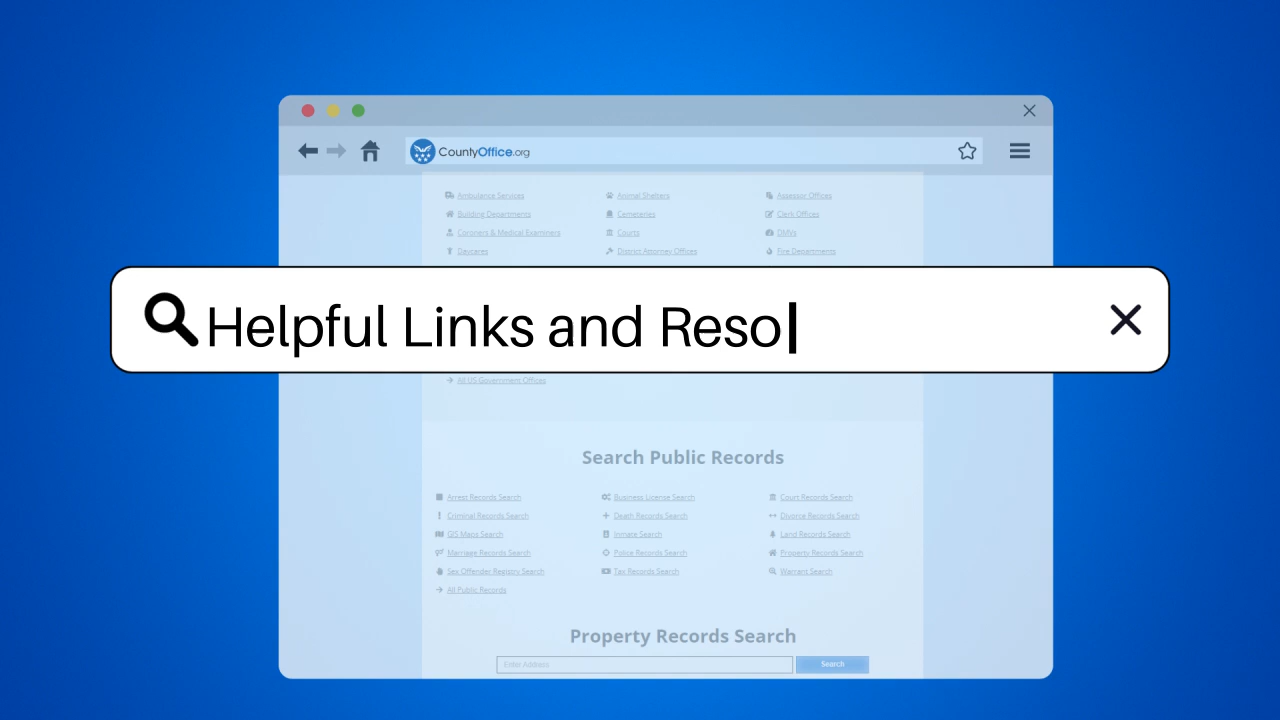 CountyOffice.org
Ambulance Services Animal Shelters Assessor Offices
Building Departments Cemeteries Clerk Offices
Coroners & Medical Examiners Courts DMVs
Daycares District Attorney Offices Fire Departments
Helpful Links and Reso
All US Government Offices
Search Public Records
Arrest Records Search Business License Search Court Records Search
Criminal Records Search Death Records Search Divorce Records Search
GIS Maps Search Inmate Search Land Records Search
Marriage Records Search Police Records Search Property Records Search
Sex Offender Registry Search Tax Records Search Warrant Search
All Public Records
Property Records Search
Enter Address Search